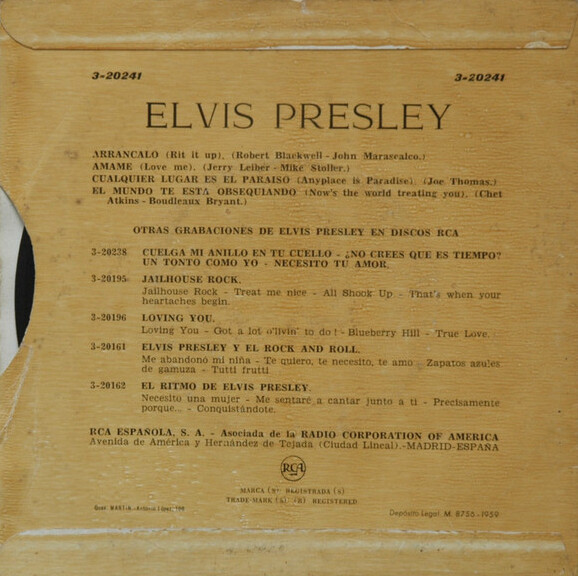 3-20241 3-20241
ELVIS PRESLEY
ARRANCALO (Rit it up), (Robert Blackwell - John Marascalco.)
AMAME (Love me), (Jerry Leiber - Mike Stoller.)
CUALQUIER LUGAR ES EL PARAISO (Anyplace is Paradise), (Joe Thomas.)
EL MUNDO TE ESTA OBSEQUIANDO (Now's the world treating you), (Chet
Atkins - Boudleaux Bryant.)
OTRAS GRABACIONES DE ELVIS PRESLEY EN DISCOS RCA
3-20238 CUELGA MI ANILLO EN TU CUELLO - ¿NO CREES QUE ES TIEMPO?
UN TONTO COMO YO - NECESITO TU AMOR.
3-20195 JAILHOUSE ROCK.
Jailhouse Rock - Treat me nice - All Shook Up - That's when your
heartaches begin.
3-20196 LOVING YOU.
Loving You - Got a lot o'livin' to do! - Blueberry Hill - True Love.
3-20161 ELVIS PRESLEY Y EL ROCK AND ROLL.
Me abandonó mi niña - Te quiero, te necesito, te amo - Zapatos asules
de gamuza - Tutti frutti
3-20162 EL RITMO DE ELVIS PRESLEY.
Necesito una mujer - Me sentaré a cantar junto a ti - Precisamente
porque... - Conquistándote.
RCA ESPAÑOLA, S. A. - Asociada de la RADIO CORPORATION OF AMERICA
Avenida de América y Hernández de Tejada (Ciudad Lineal).-MADRID-ESPAÑA
RCA
MARCA (S) REGISTRADA (S)
TRADE-MARK (S) (R) REGISTERED
MARTIN
Depósito Legal: M. 8755 - 1959